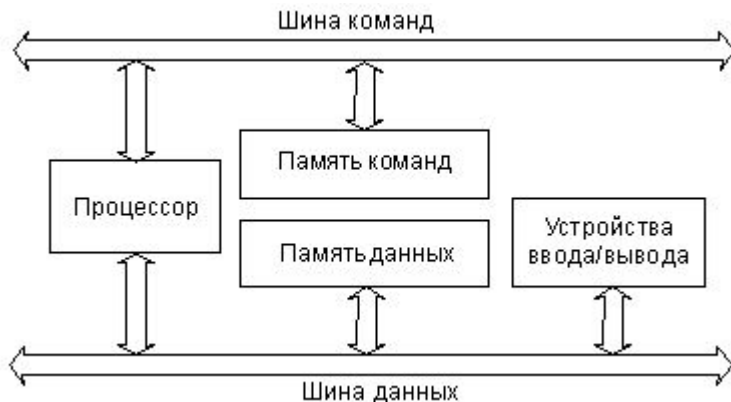 Шина команд
Память команд
Процессор
Память данных
Устройства
ввода/вывода
Шина данных